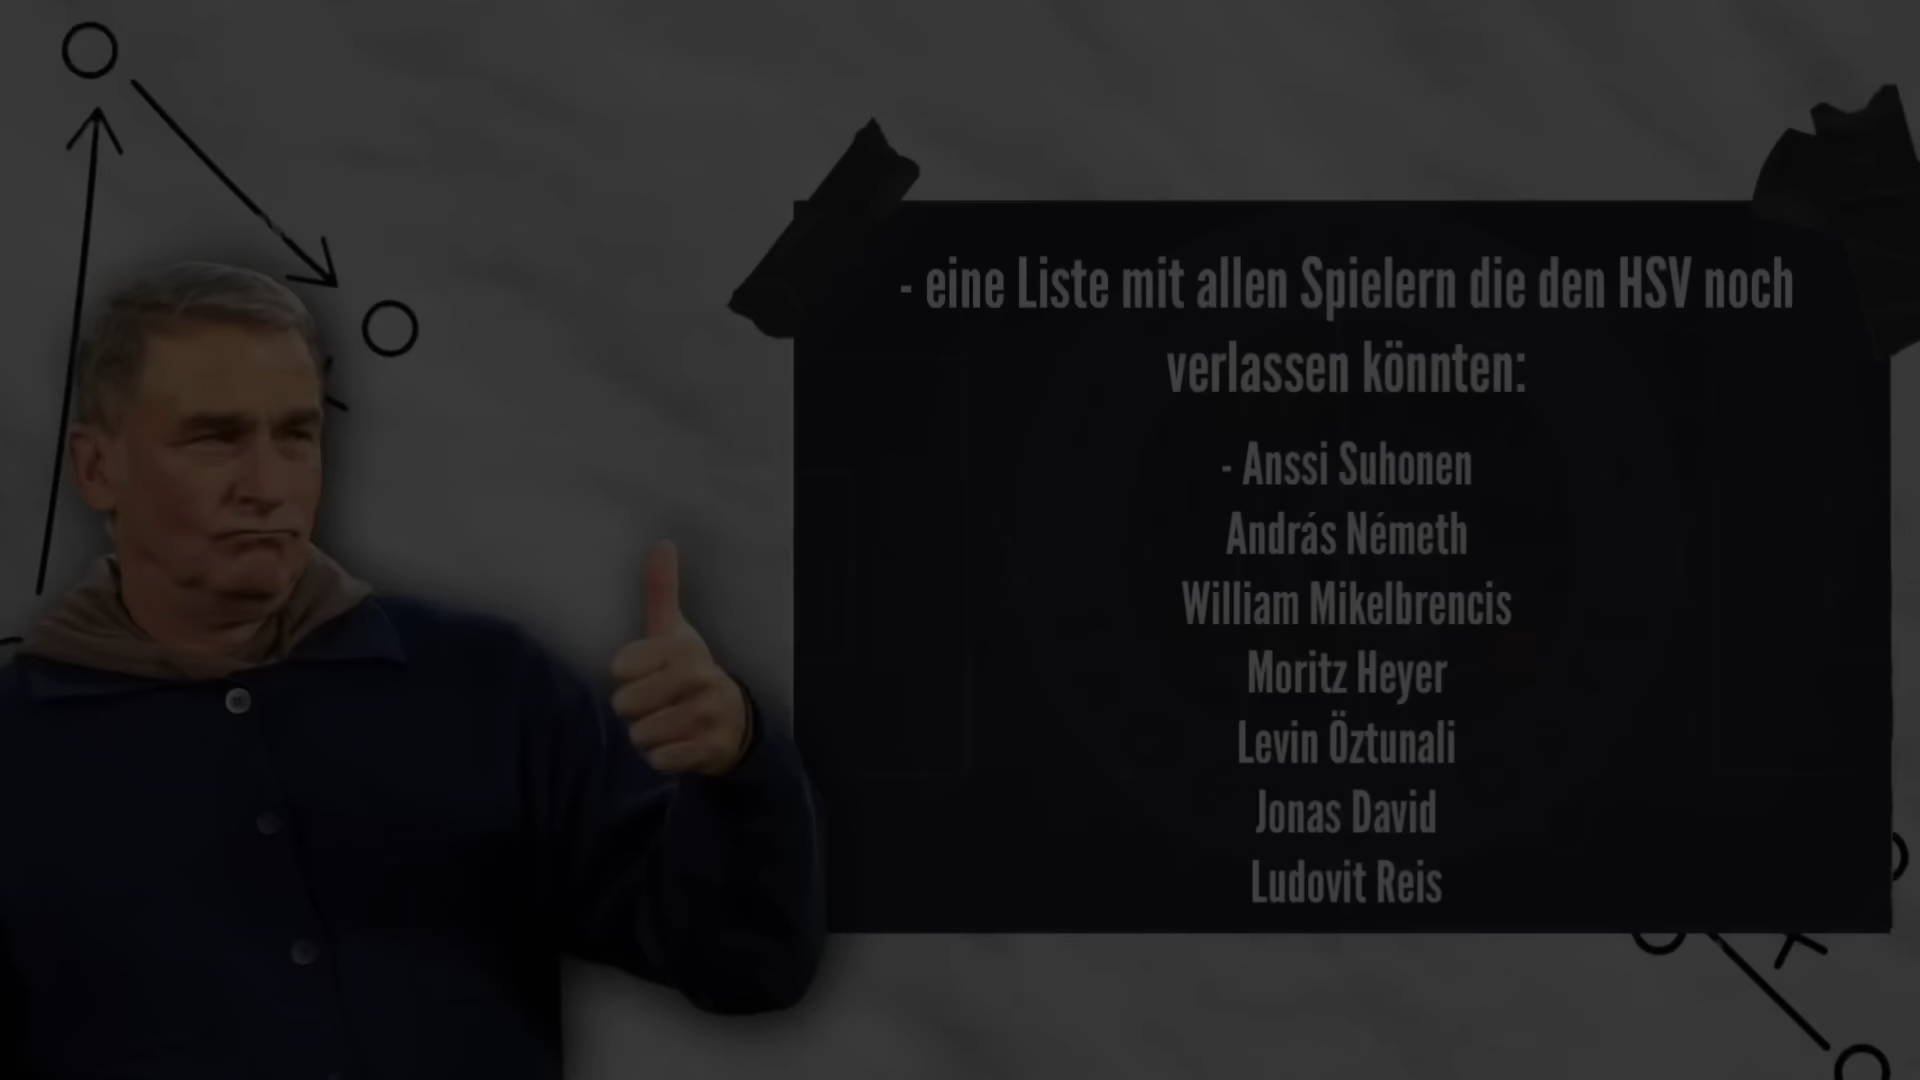 - eine Liste mit allen Spielern die den HSV noch
verlassen könnten:
- Anssi Suhonen
András Németh
William Mikelbrencis
Moritz Heyer
Levin Öztunali
Jonas David
Ludovit Reis